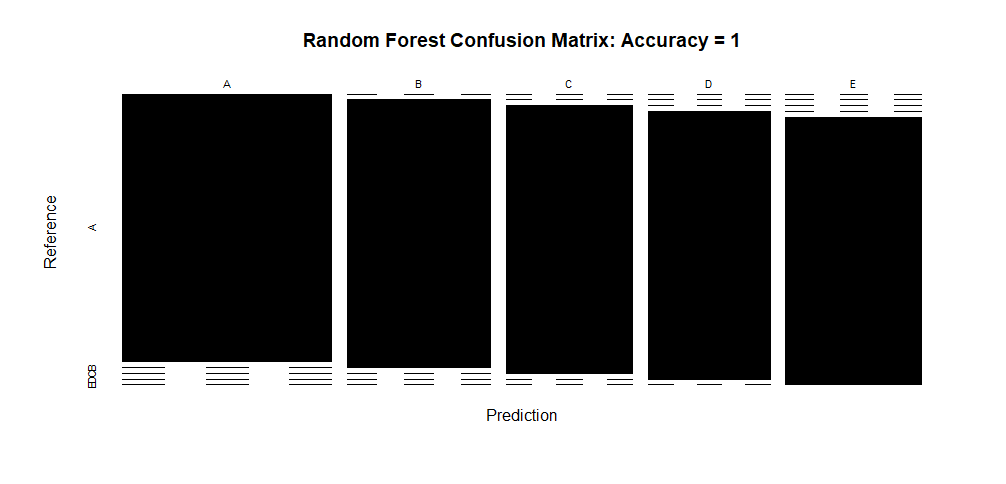 Random Forest Confusion Matrix: Accuracy = 1
A B C D E
Reference
A
EDCB
Prediction